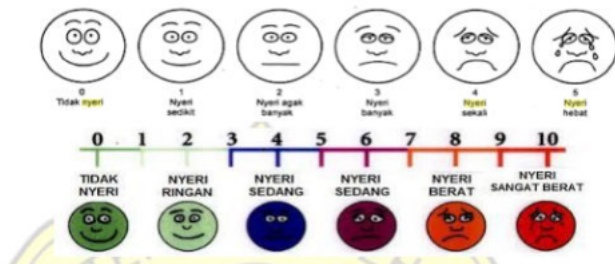 0 1 2 3 4 5
Tidak nyeri Nyeri Nyeri agak Nyeri Nyeri Nyeri
sedikit banyak banyak sekali hebat
0 1 2 3 4 5 6 7 8 9 10
TIDAK NYERI NYERI NYERI NYERI NYERI
NYERI RINGAN SEDANG SEDANG BERAT SANGAT BERAT